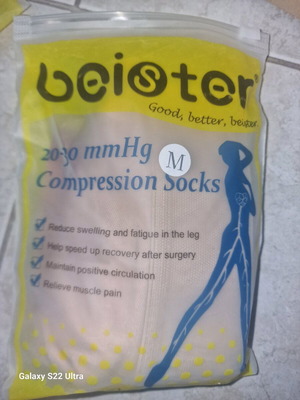 beister®
Good, better, beister.
20-30 mmHg
M
Compression Socks
Reduce swelling and fatigue in the leg
Help speed up recovery after surgery
Maintain positive circulation
Relieve muscle pain
Galaxy S22 Ultra